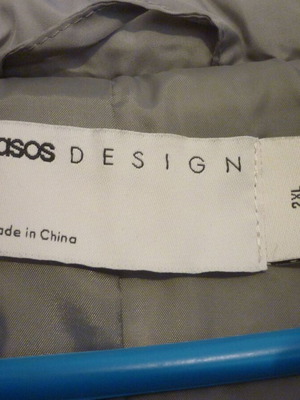 asos DESIGN
ade in China
2XL